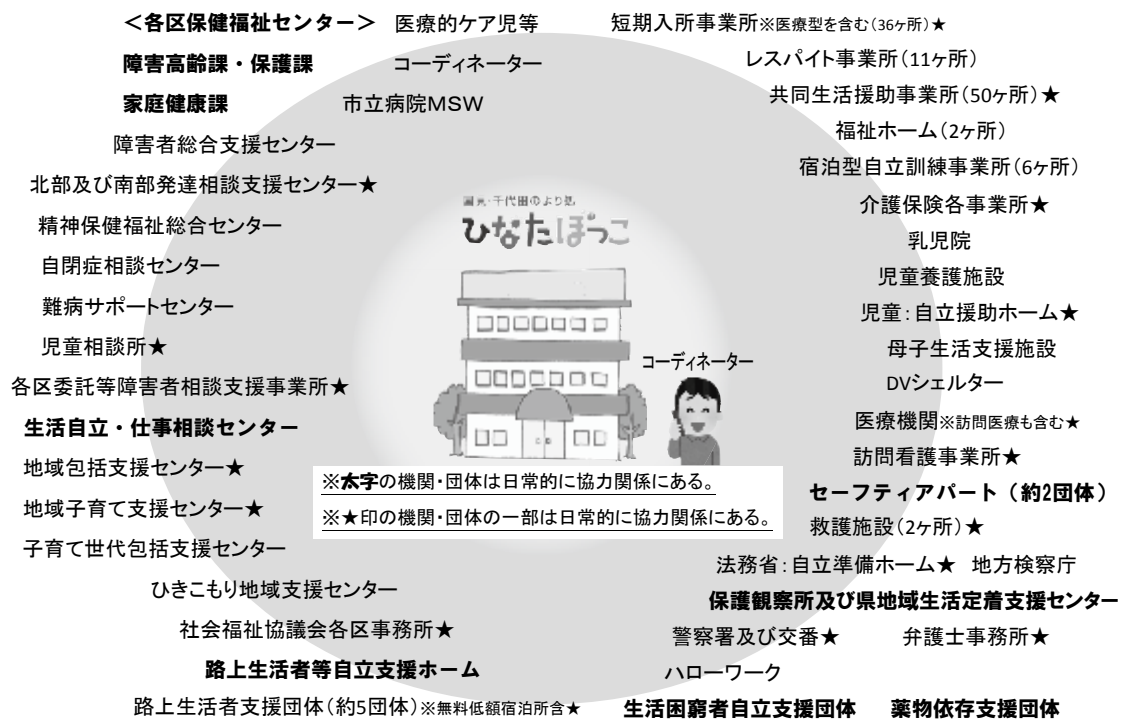 <各区保健福祉センター>
障害高齢課・保護課
家庭健康課
医療的ケア児等
コーディネーター
市立病院MSW
障害者総合支援センター
北部及び南部発達相談支援センター★
精神保健福祉総合センター
自閉症相談センター
難病サポートセンター
児童相談所★
各区委託等障害者相談支援事業所★
生活自立・仕事相談センター
地域包括支援センター★
地域子育て支援センター★
子育て世代包括支援センター
ひきこもり地域支援センター
社会福祉協議会各区事務所★
路上生活者等自立支援ホーム
路上生活者支援団体(約5団体)※無料低額宿泊所含★
ひなたぼっこ
コーディネーター
※太字の機関・団体は日常的に協力関係にある。
※★印の機関・団体の一部は日常的に協力関係にある。
短期入所事業所※医療型を含む(36ヶ所)★
レスパイト事業所(11ヶ所)
共同生活援助事業所(50ヶ所)★
福祉ホーム(2ヶ所)
宿泊型自立訓練事業所(6ヶ所)
介護保険各事業所★
乳児院
児童養護施設
児童:自立援助ホーム★
母子生活支援施設
DVシェルター
医療機関※訪問医療も含む★
訪問看護事業所★
セーフティアパート(約2団体)
救護施設(2ヶ所)★
法務省:自立準備ホーム★ 地方検察庁
保護観察所及び県地域生活定着支援センター
警察署及び交番★ 弁護士事務所★
ハローワーク
生活困窮者自立支援団体 薬物依存支援団体